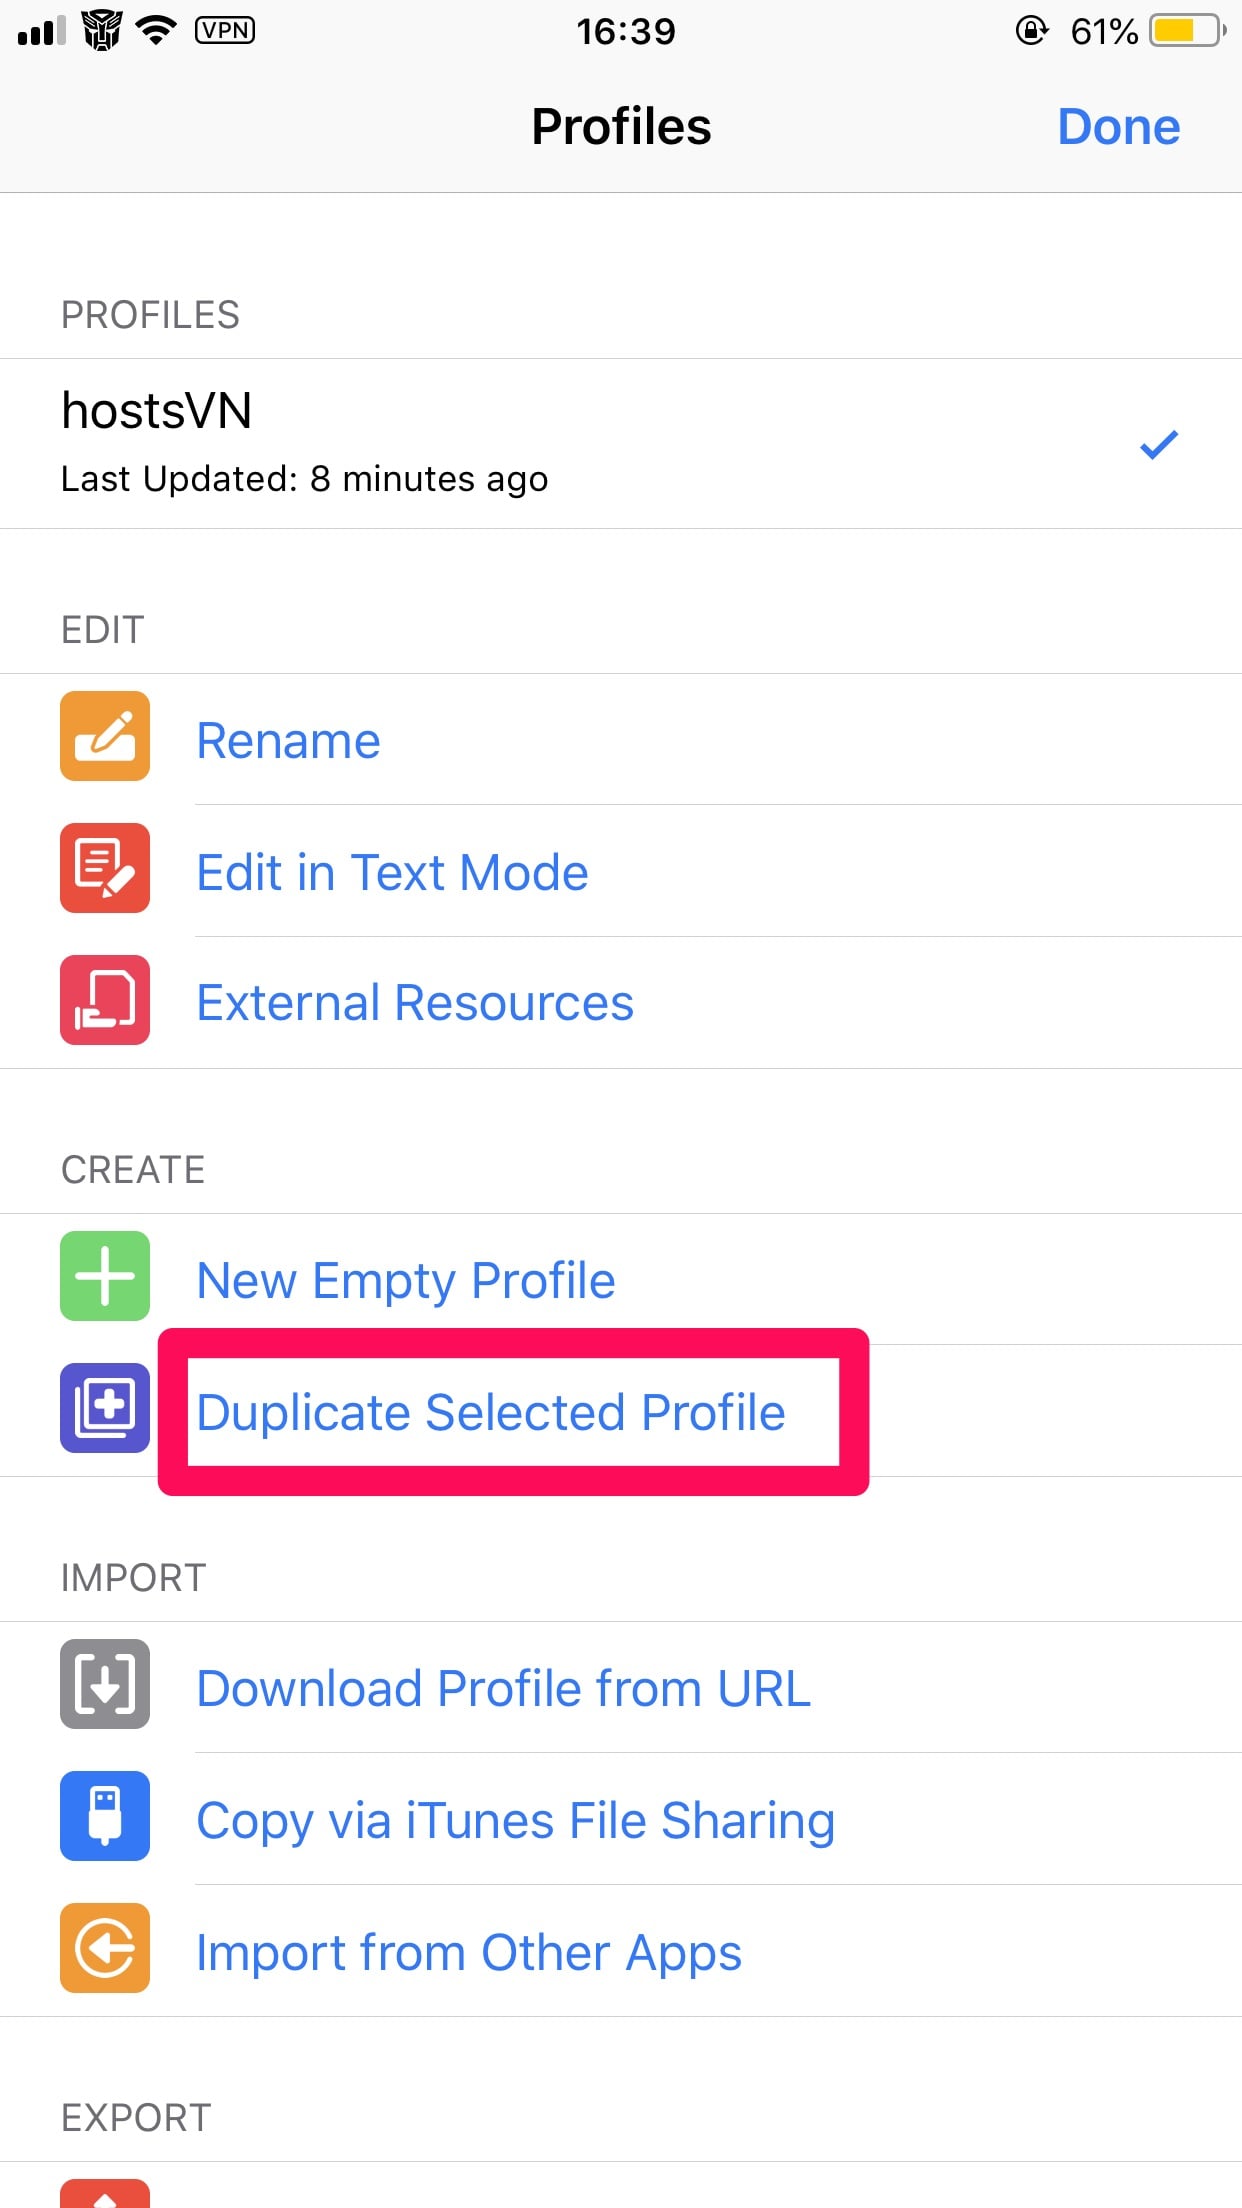 VPN
16:39
61%
Profiles
Done
PROFILES
hostsVN
Last Updated: 8 minutes ago
EDIT
Rename
Edit in Text Mode
External Resources
CREATE
New Empty Profile
Duplicate Selected Profile
IMPORT
Download Profile from URL
Copy via iTunes File Sharing
Import from Other Apps
EXPORT